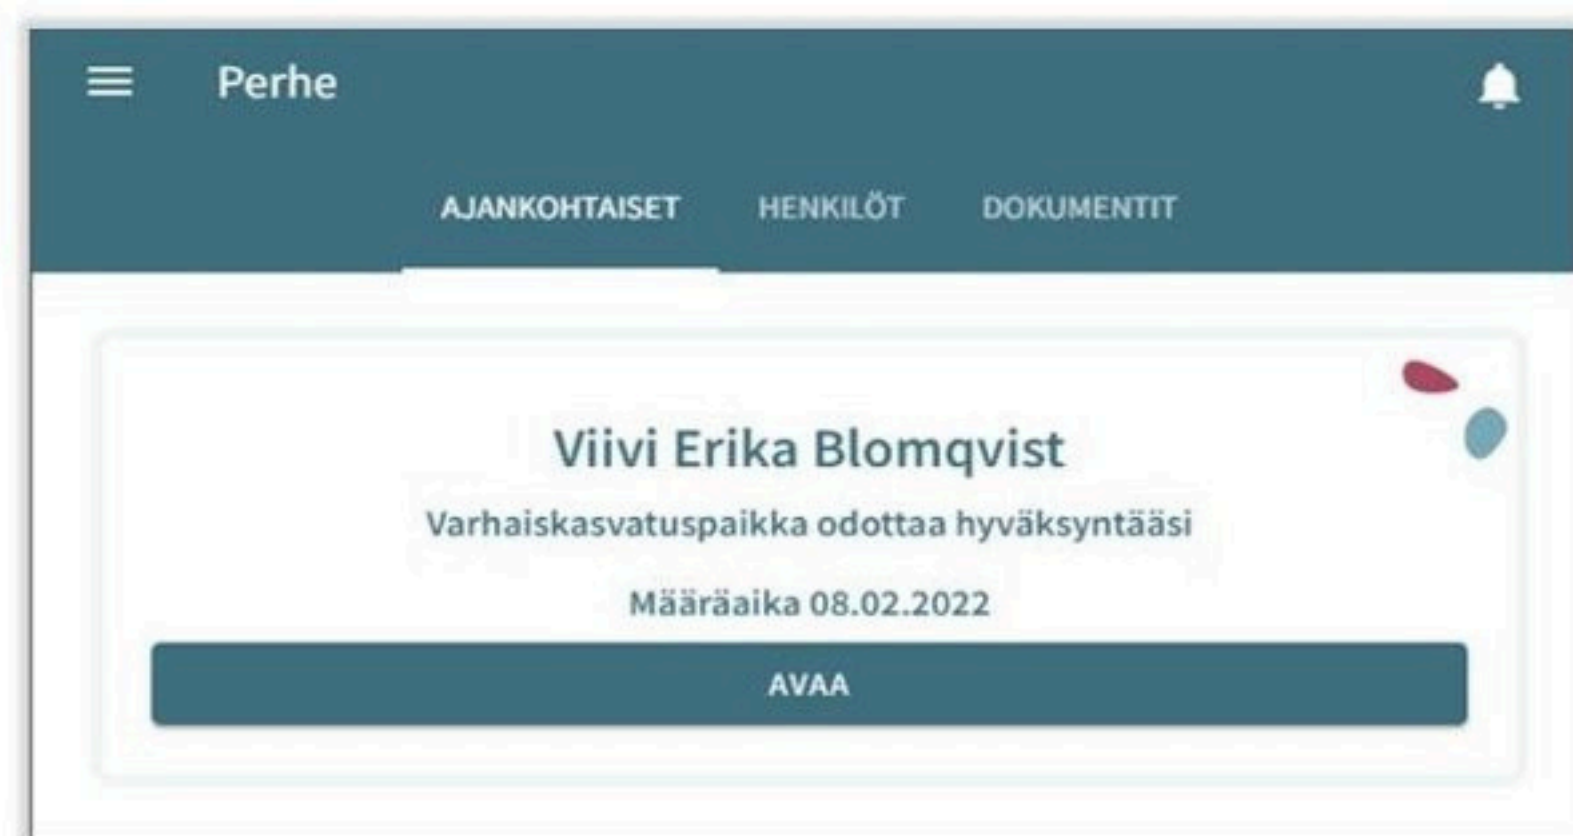 Perhe
AJANKOHTAISET HENKILÖT DOKUMENTIT
Viivi Erika Blomqvist
Varhaiskasvatuspaikka odottaa hyväksyntääsi
Määräaika 08.02.2022
AVAA